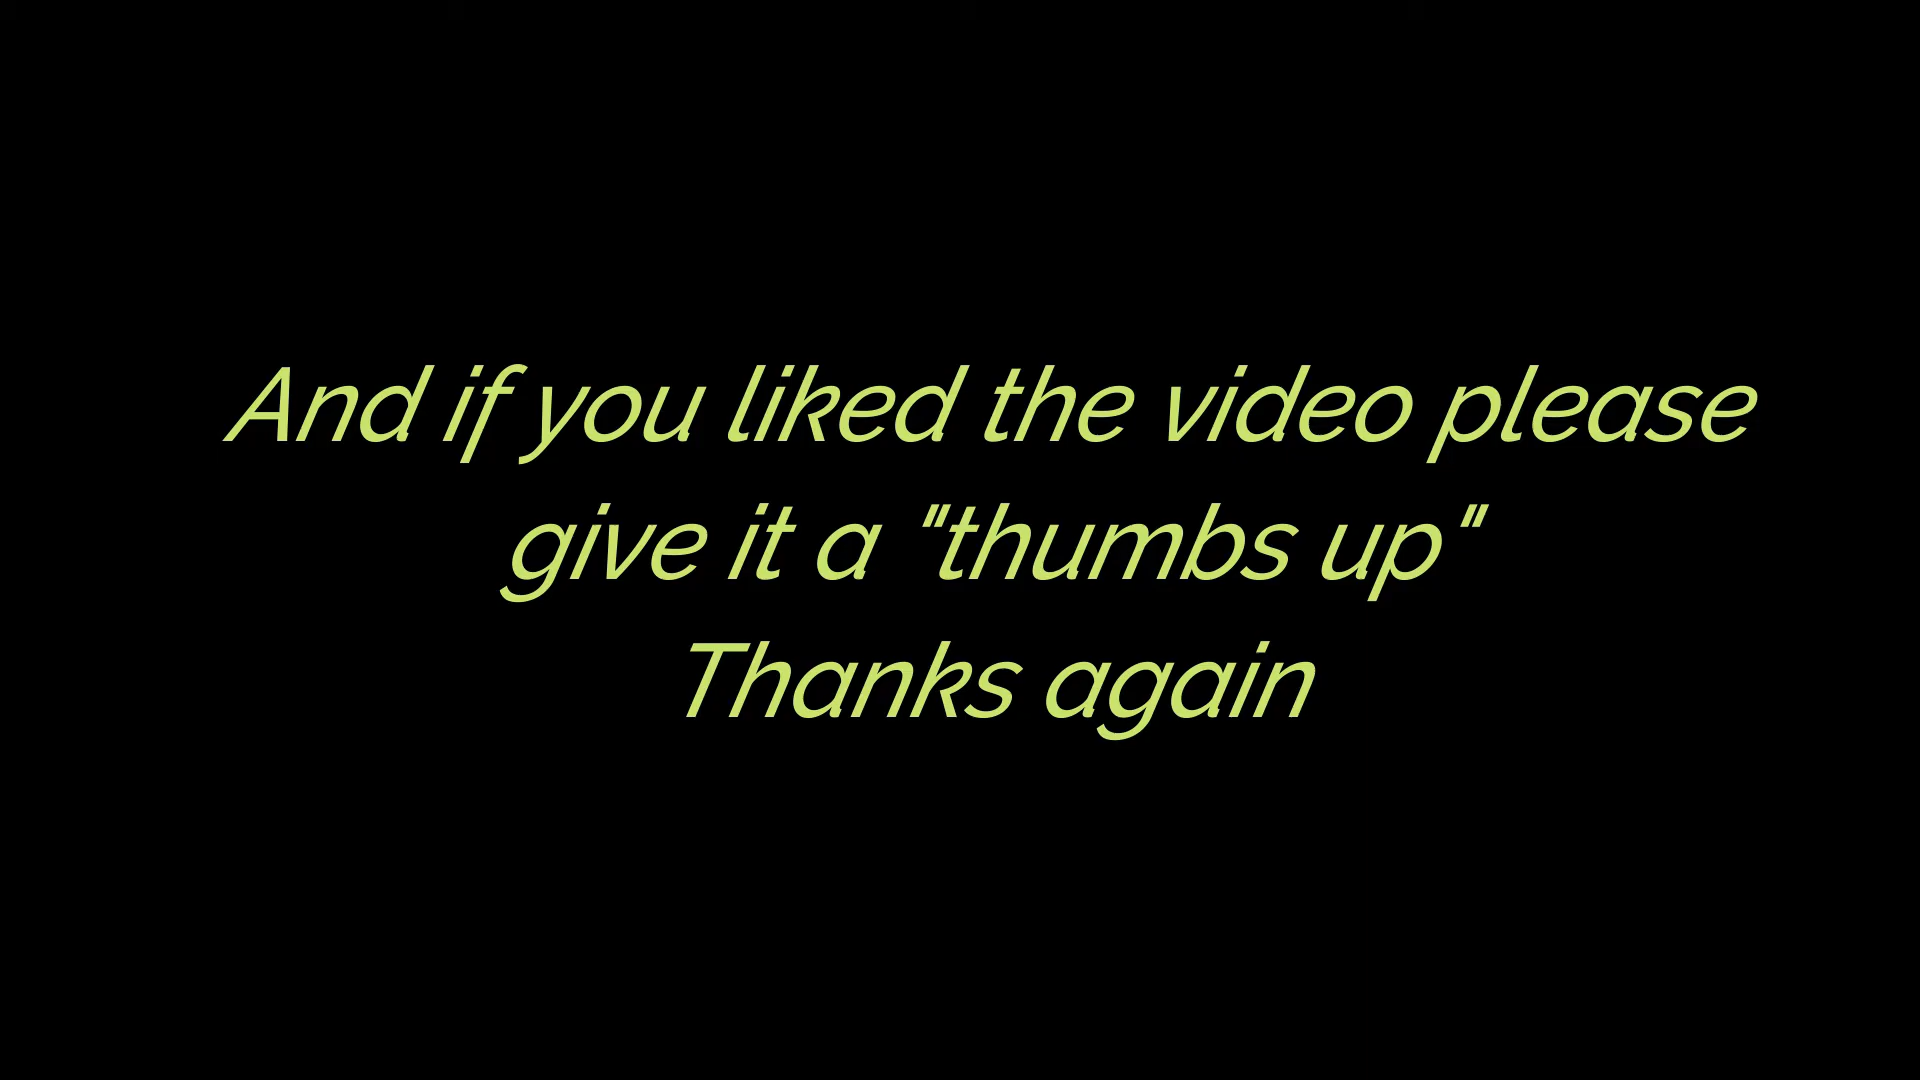 And if you liked the video please
give it a "thumbs up"
Thanks again